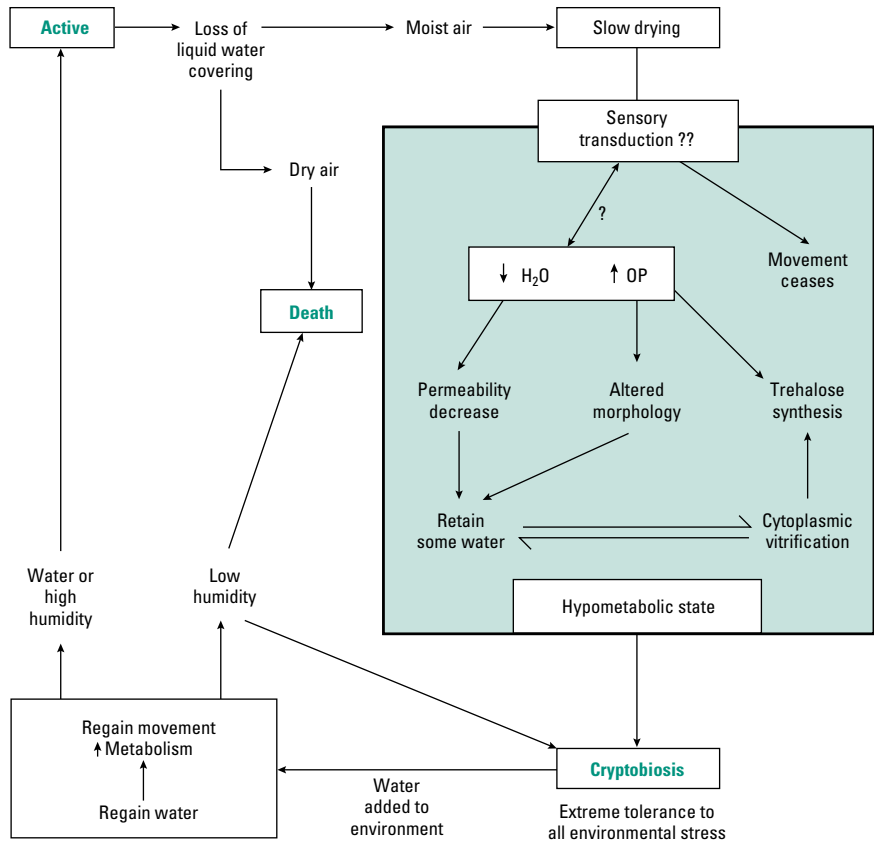 Active
Loss of
liquid water
covering
Moist air
Slow drying
Sensory
transduction ??
Dry air
?
Movement
ceases
↓ H₂O ↑ OP
Death
Permeability
decrease
Altered
morphology
Trehalose
synthesis
Retain
some water
Cytoplasmic
vitrification
Water or
high
humidity
Low
humidity
Hypometabolic state
Regain movement
↑ Metabolism
Regain water
Water
added to
environment
Cryptobiosis
Extreme tolerance to
all environmental stress